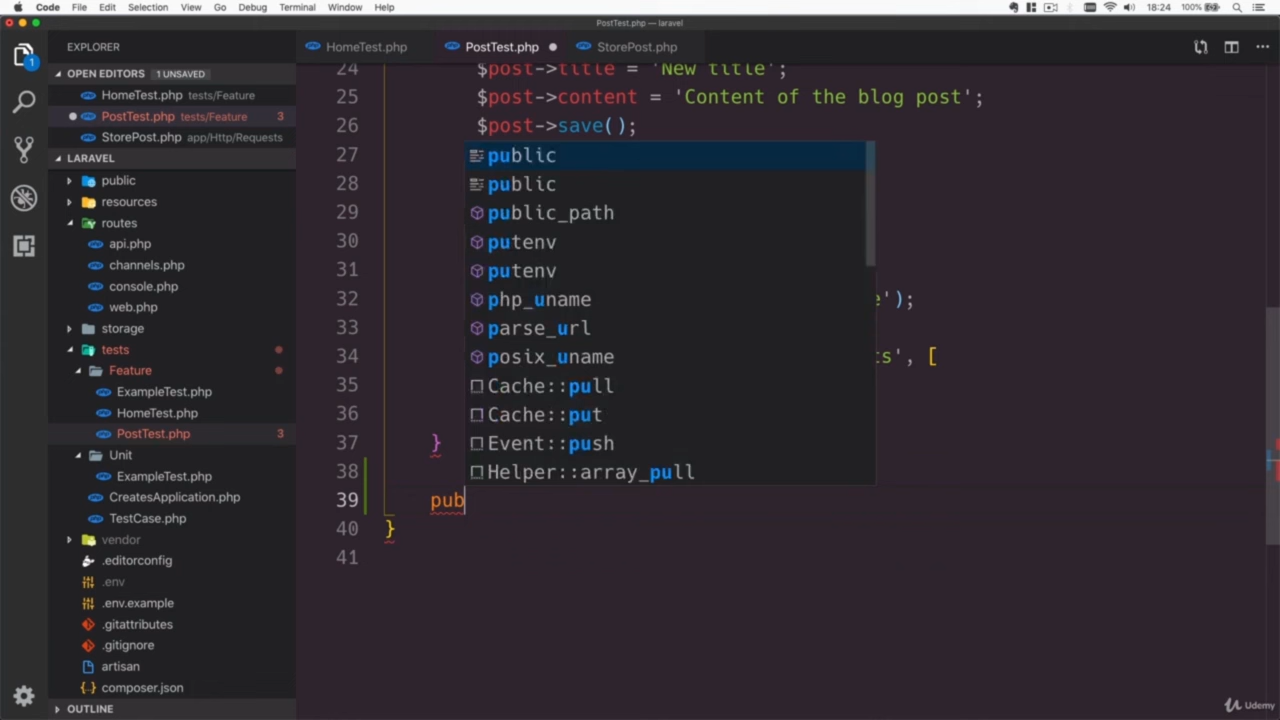 Code File Edit Selection View Go Debug Terminal Window Help 18:24 100%
PostTest.php — laravel
EXPLORER
HomeTest.php PostTest.php StorePost.php
OPEN EDITORS 1 UNSAVED
HomeTest.php tests/Feature
PostTest.php tests/Feature 3
StorePost.php app/Http/Requests
LARAVEL
public
resources
routes
api.php
channels.php
console.php
web.php
storage
tests
Feature
ExampleTest.php
HomeTest.php
PostTest.php 3
Unit
ExampleTest.php
CreatesApplication.php
TestCase.php
vendor
.editorconfig
.env
.env.example
.gitattributes
.gitignore
artisan
composer.json
OUTLINE
1
24 $post->title = 'New title';
25 $post->content = 'Content of the blog post';
26 $post->save();
27
28
29
30
31
32 e');
33
34 ts', [
35
36
37 }
38
39 pub
40 }
41
public
public
public_path
putenv
putenv
php_uname
parse_url
posix_uname
Cache::pull
Cache::put
Event::push
Helper::array_pull
Udemy